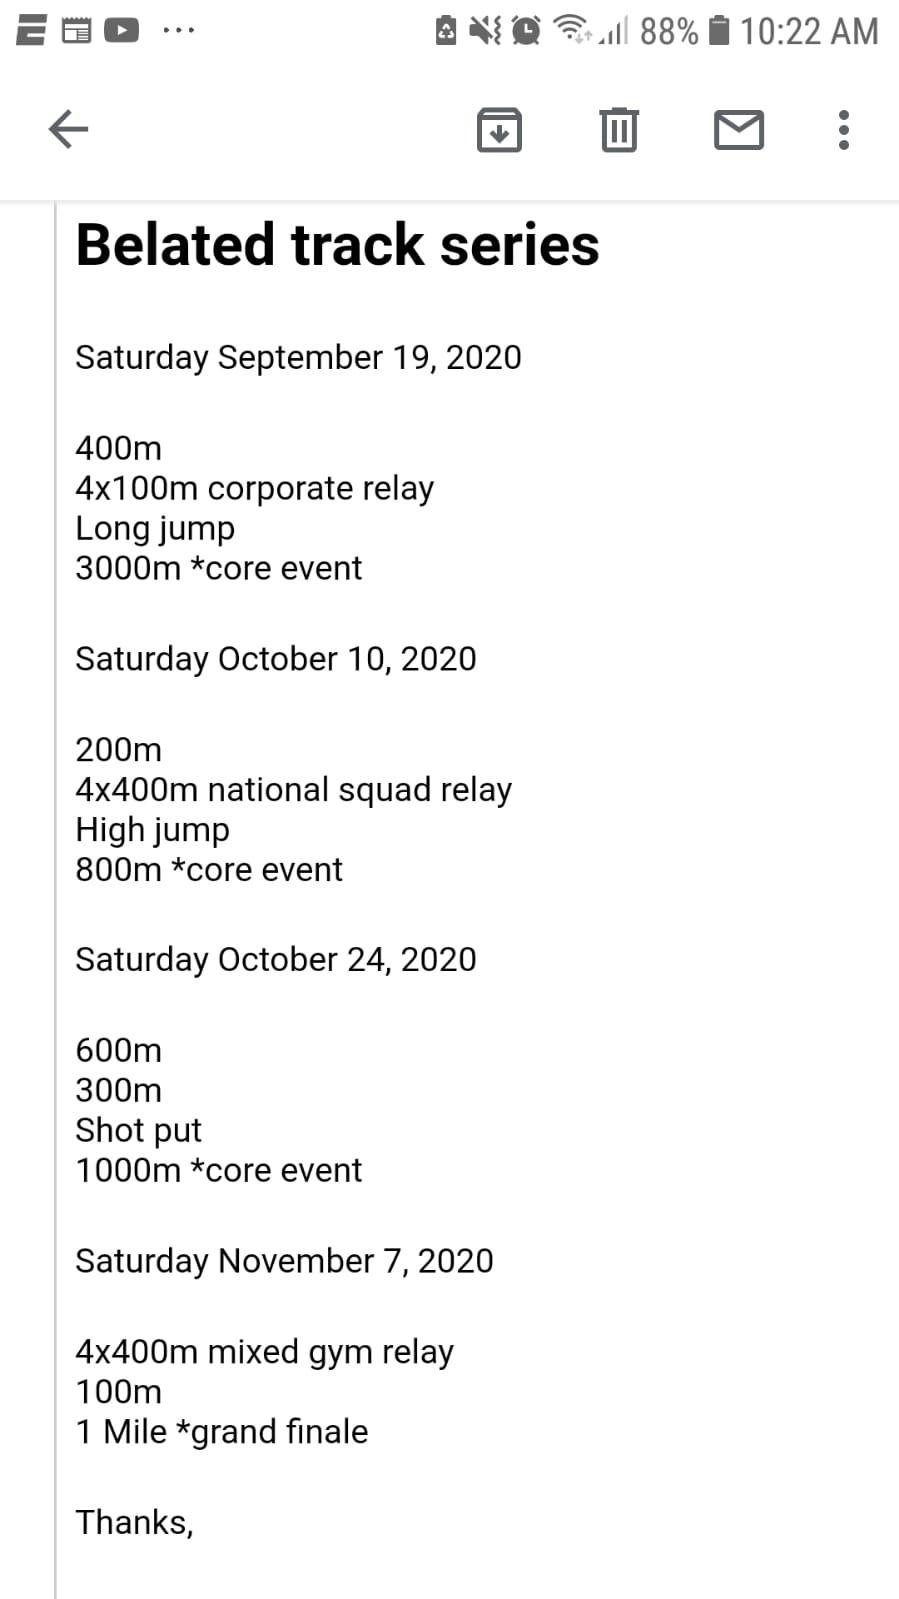 88% 10:22 AM
Belated track series
Saturday September 19, 2020
400m
4x100m corporate relay
Long jump
3000m *core event
Saturday October 10, 2020
200m
4x400m national squad relay
High jump
800m *core event
Saturday October 24, 2020
600m
300m
Shot put
1000m *core event
Saturday November 7, 2020
4x400m mixed gym relay
100m
1 Mile *grand finale
Thanks,